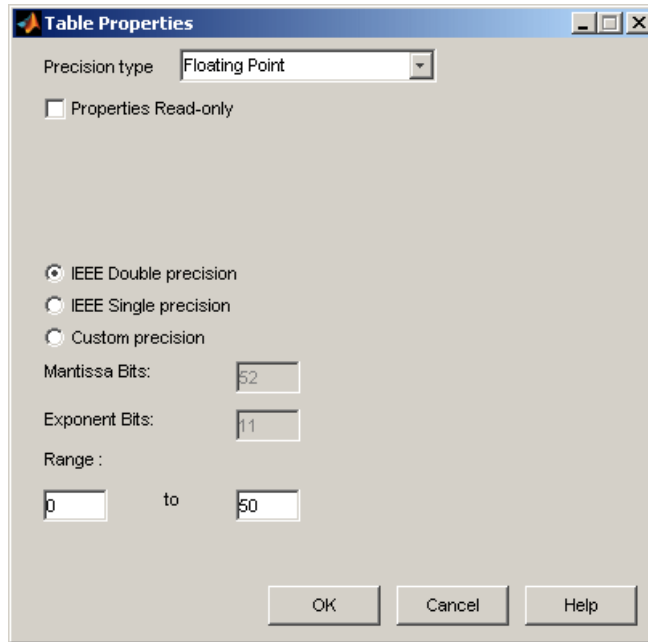 Table Properties
Precision type Floating Point
Properties Read-only
IEEE Double precision
IEEE Single precision
Custom precision
Mantissa Bits: 52
Exponent Bits: 11
Range :
0 to 50
OK Cancel Help